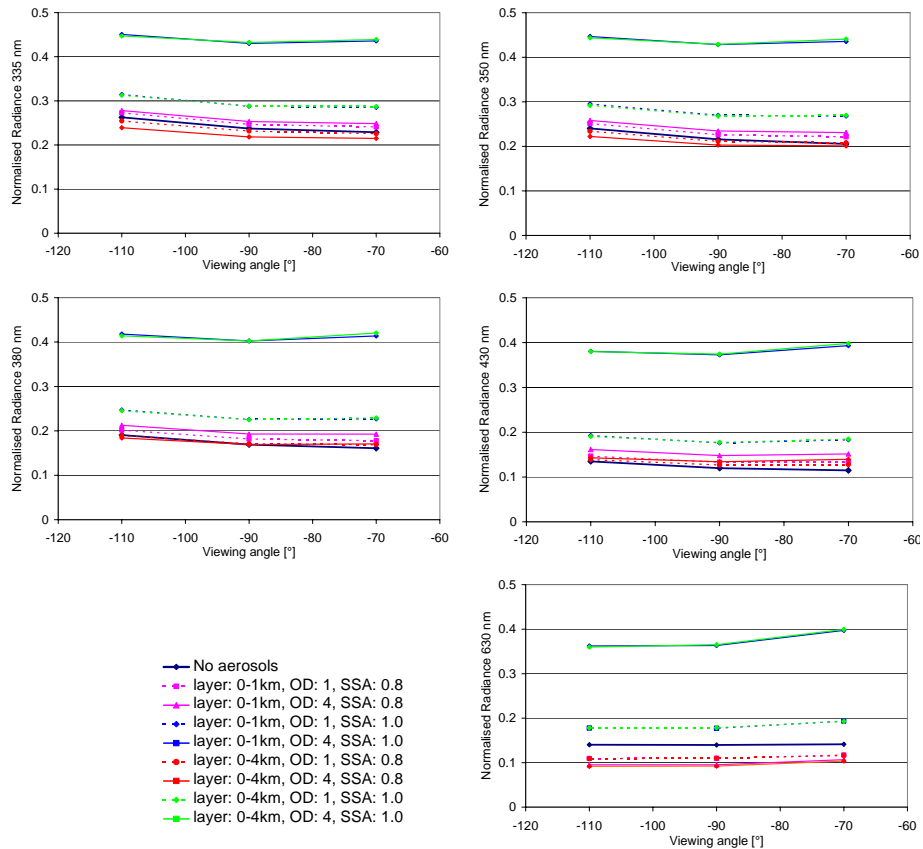 0.5
0.4
0.3
0.2
0.1
0
-120 -110 -100 -90 -80 -70 -60
Viewing angle [°]
Normalised Radiance 335 nm
0.5
0.4
0.3
0.2
0.1
0
-120 -110 -100 -90 -80 -70 -60
Viewing angle [°]
Normalised Radiance 350 nm
0.5
0.4
0.3
0.2
0.1
0
-120 -110 -100 -90 -80 -70 -60
Viewing angle [°]
Normalised Radiance 380 nm
0.5
0.4
0.3
0.2
0.1
0
-120 -110 -100 -90 -80 -70 -60
Viewing angle [°]
Normalised Radiance 430 nm
No aerosols
layer: 0-1km, OD: 1, SSA: 0.8
layer: 0-1km, OD: 4, SSA: 0.8
layer: 0-1km, OD: 1, SSA: 1.0
layer: 0-1km, OD: 4, SSA: 1.0
layer: 0-4km, OD: 1, SSA: 0.8
layer: 0-4km, OD: 4, SSA: 0.8
layer: 0-4km, OD: 1, SSA: 1.0
layer: 0-4km, OD: 4, SSA: 1.0
0.5
0.4
0.3
0.2
0.1
0
-120 -110 -100 -90 -80 -70 -60
Viewing angle [°]
Normalised Radiance 630 nm